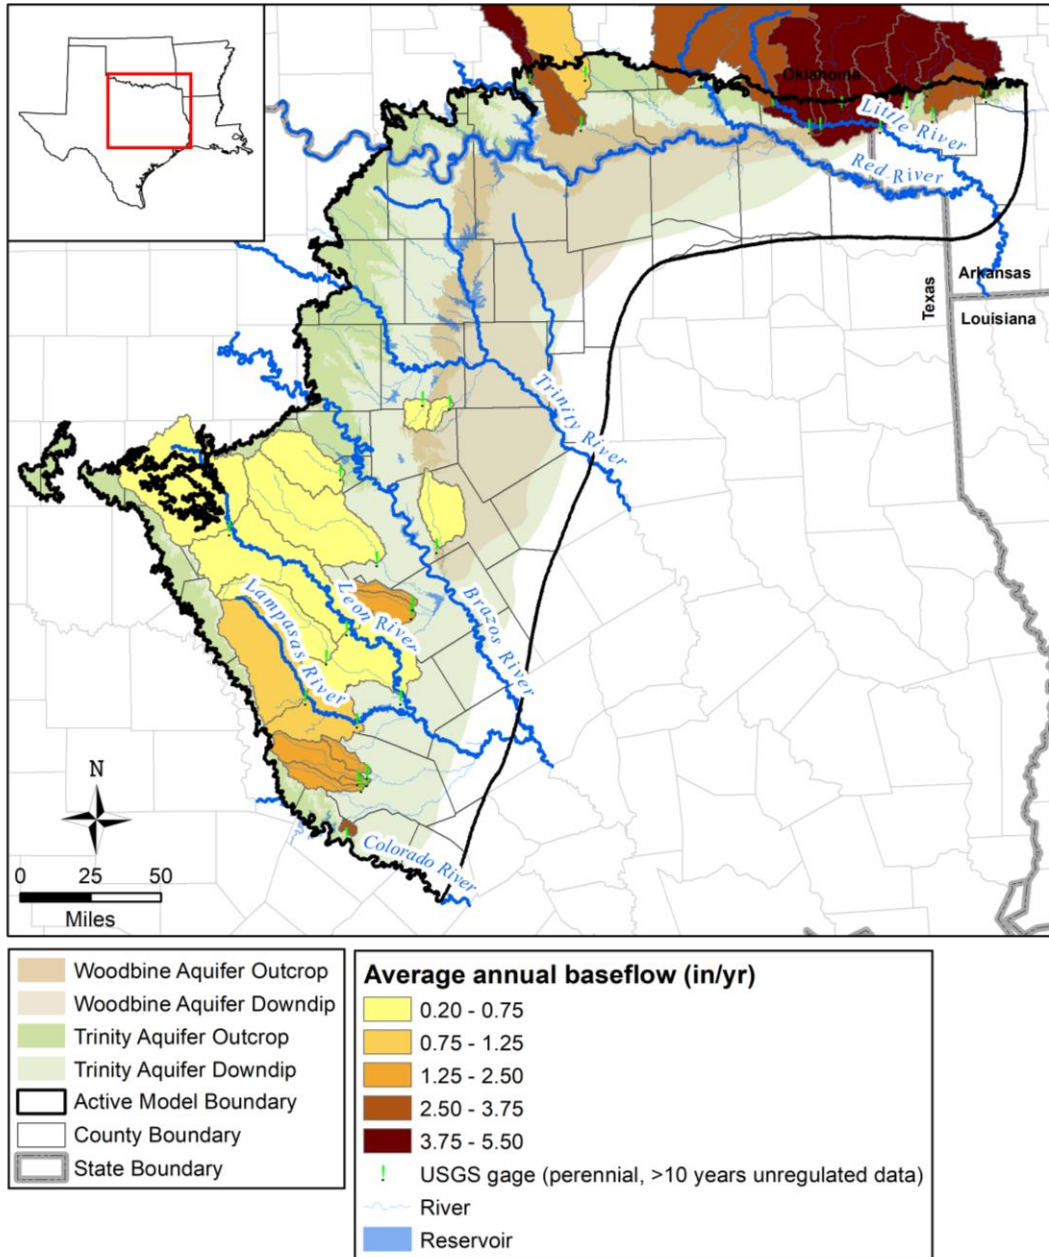 Oklahoma
Little River
Red River
Texas
Arkansas
Louisiana
Trinity River
Brazos River
Leon River
Lampasas River
Colorado River
N
0 25 50
Miles
Woodbine Aquifer Outcrop
Woodbine Aquifer Downdip
Trinity Aquifer Outcrop
Trinity Aquifer Downdip
Active Model Boundary
County Boundary
State Boundary
Average annual baseflow (in/yr)
0.20 - 0.75
0.75 - 1.25
1.25 - 2.50
2.50 - 3.75
3.75 - 5.50
USGS gage (perennial, >10 years unregulated data)
River
Reservoir